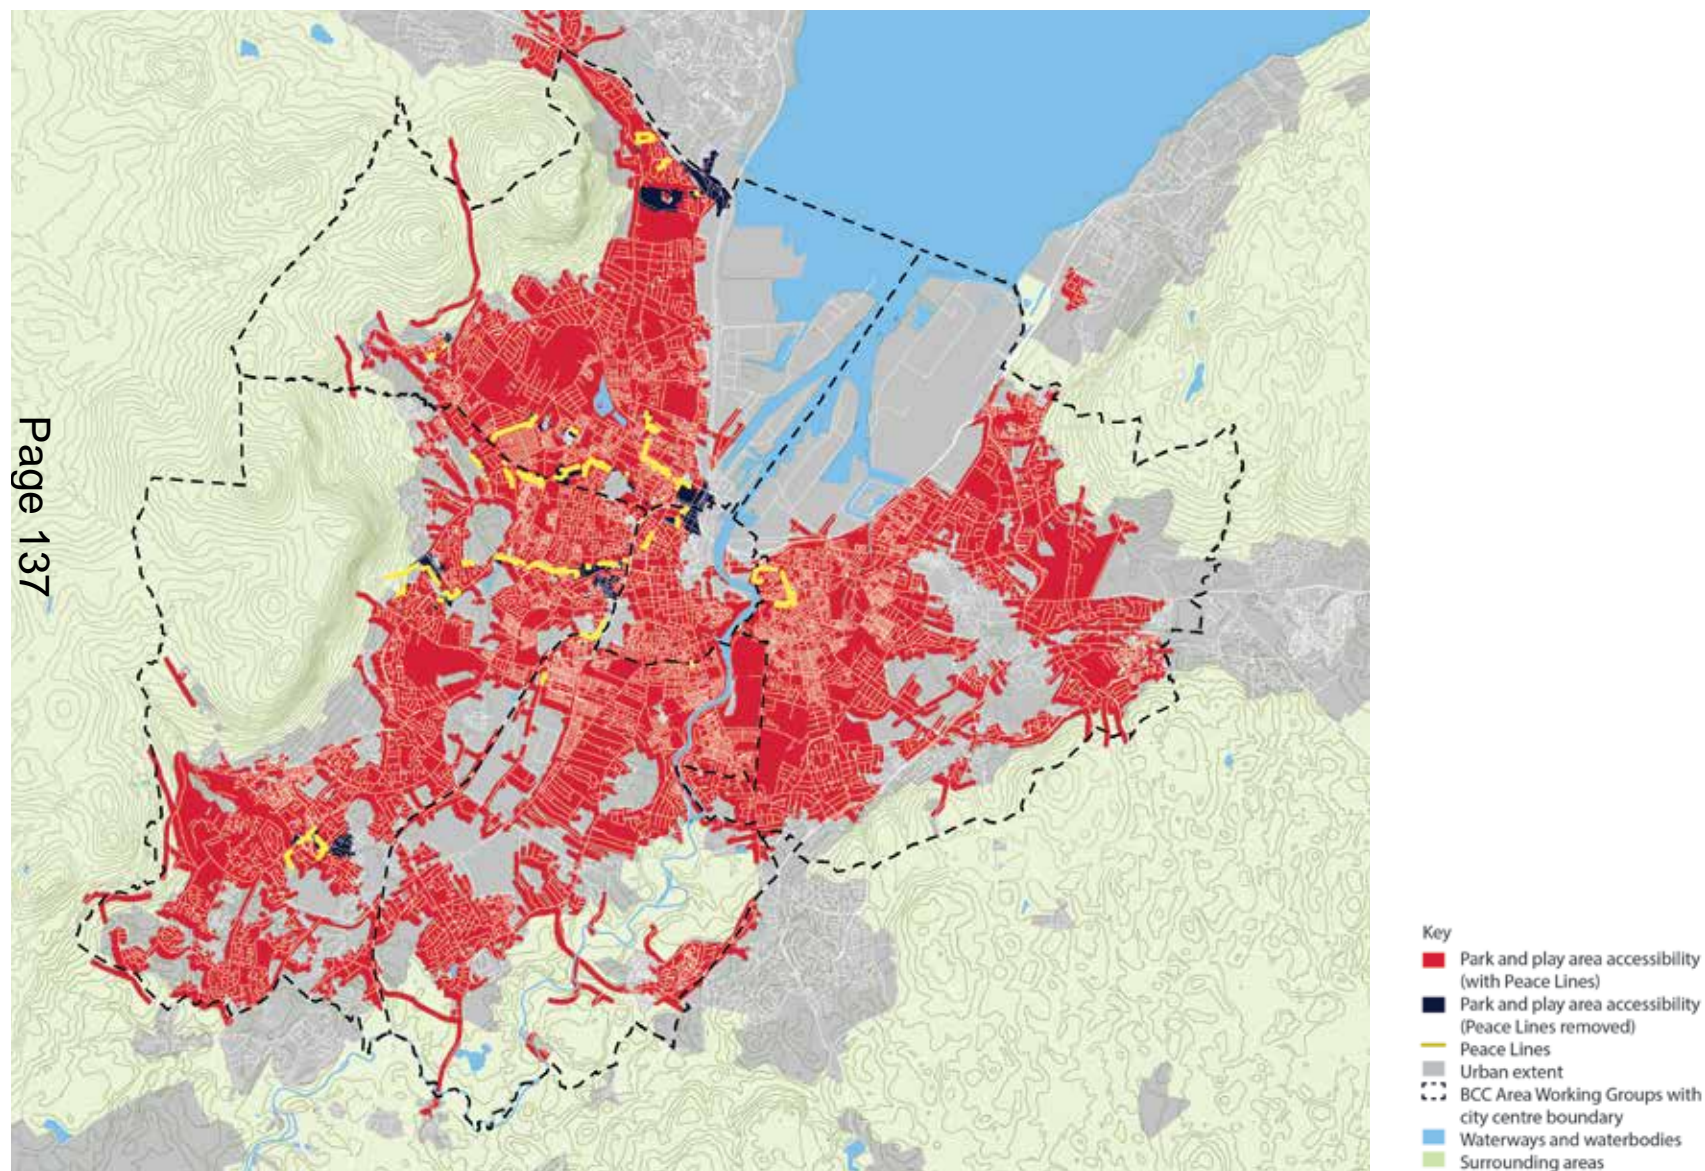 Page 137
Key
Park and play area accessibility
(with Peace Lines)
Park and play area accessibility
(Peace Lines removed)
Peace Lines
Urban extent
BCC Area Working Groups with
city centre boundary
Waterways and waterbodies
Surrounding areas